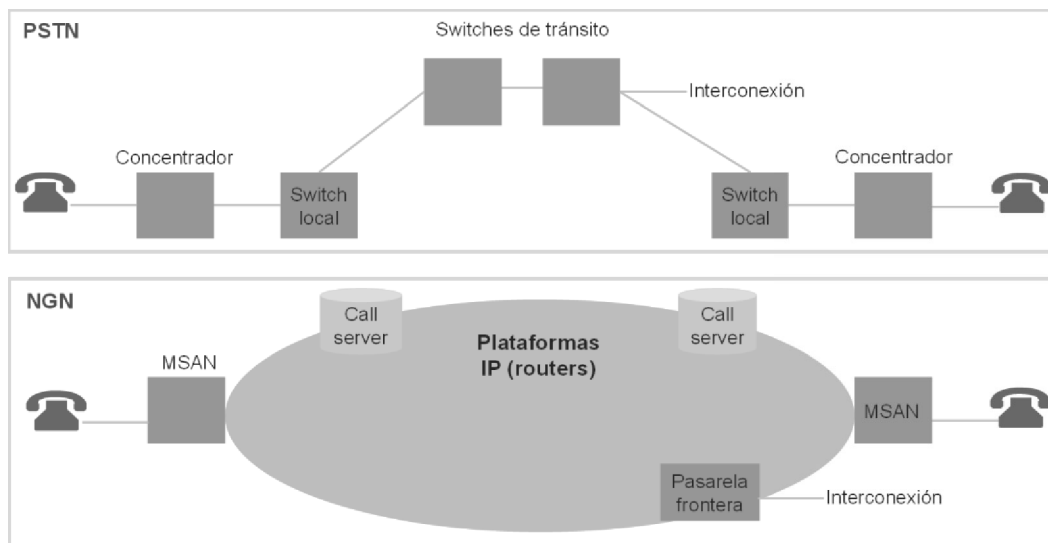 PSTN
Switches de tránsito
Interconexión
Concentrador
Concentrador
Switch
local
Switch
local
NGN
Call
server
Call
server
Plataformas
IP (routers)
MSAN
MSAN
Pasarela
frontera
Interconexión